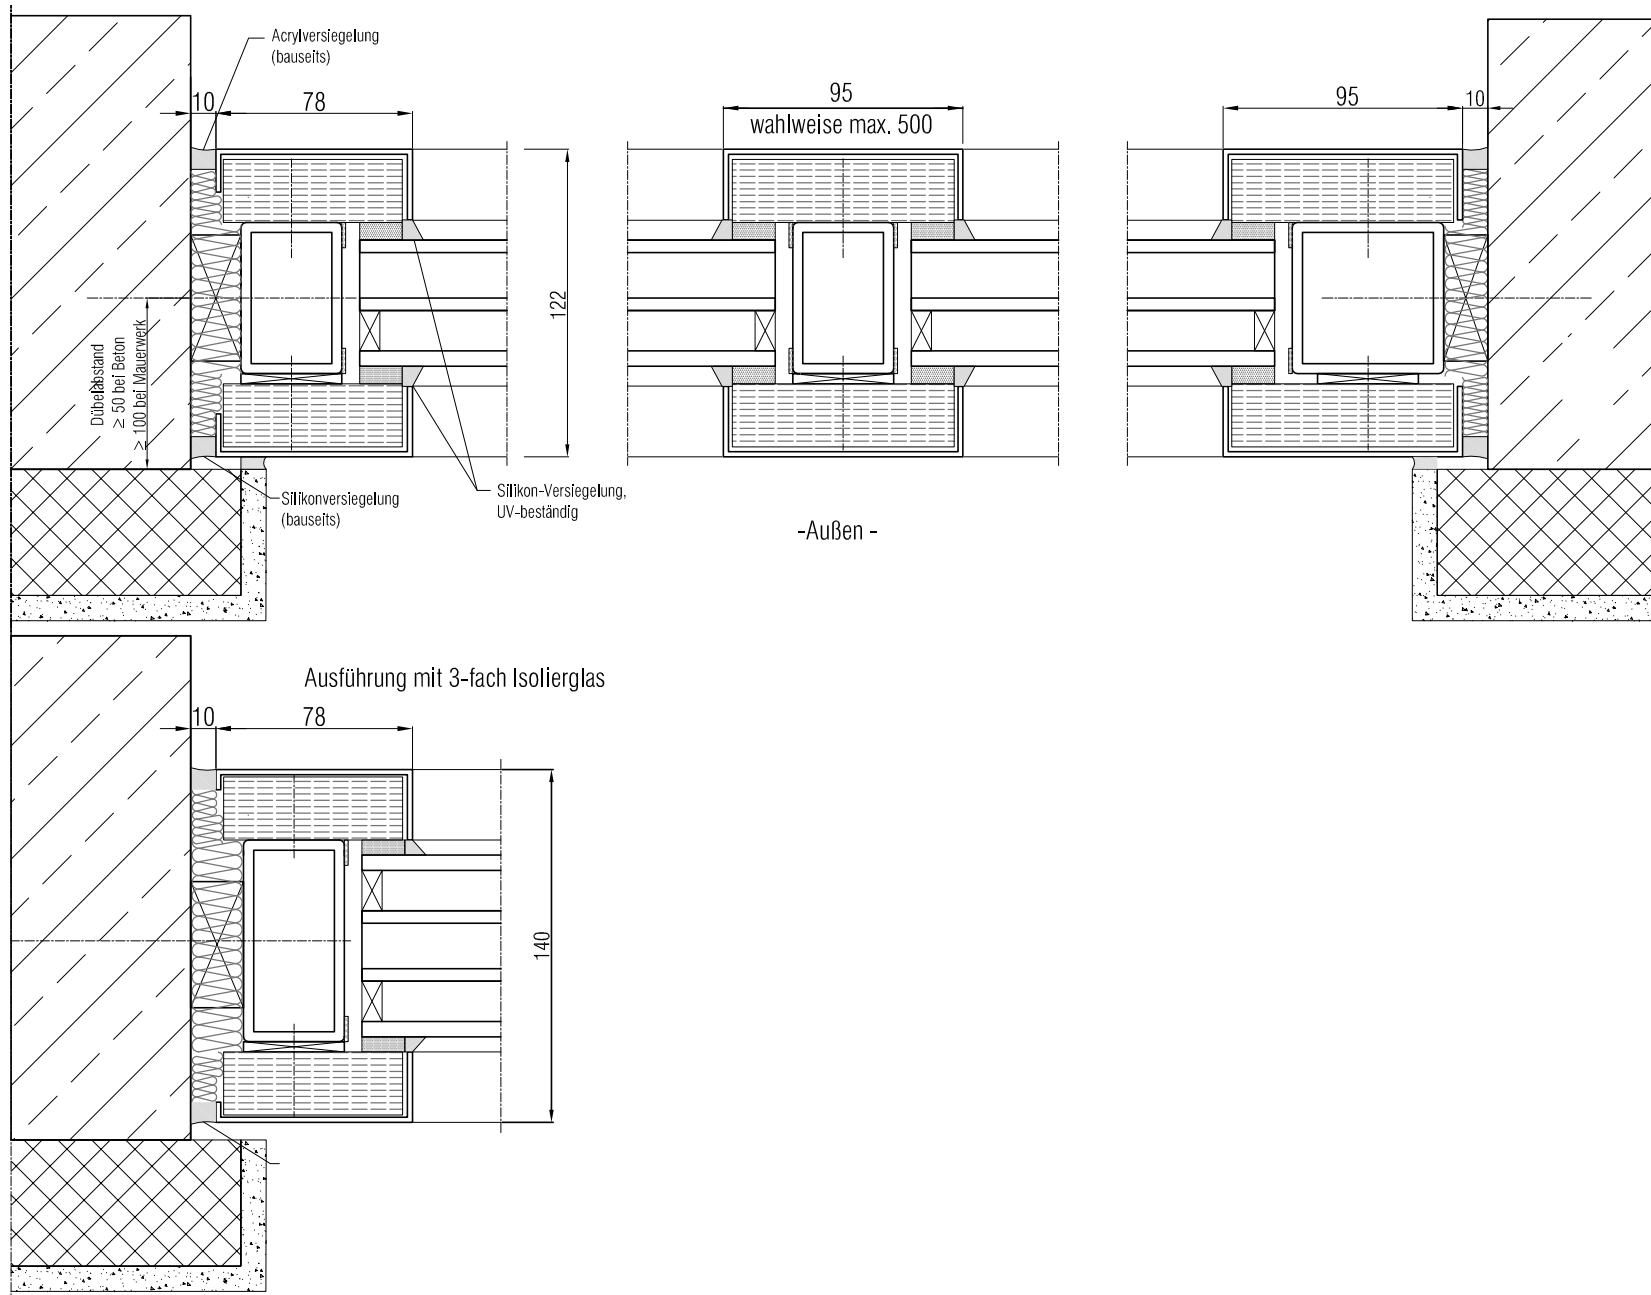 Acrylversiegelung
(bauseits)
10
78
95
wahlweise max. 500
95
10
122
Dübelabstand
≥ 50 bei Beton
≥ 100 bei Mauerwerk
Silikonversiegelung
(bauseits)
Silikon-Versiegelung,
UV-beständig
-Außen -
Ausführung mit 3-fach Isolierglas
10
78
140